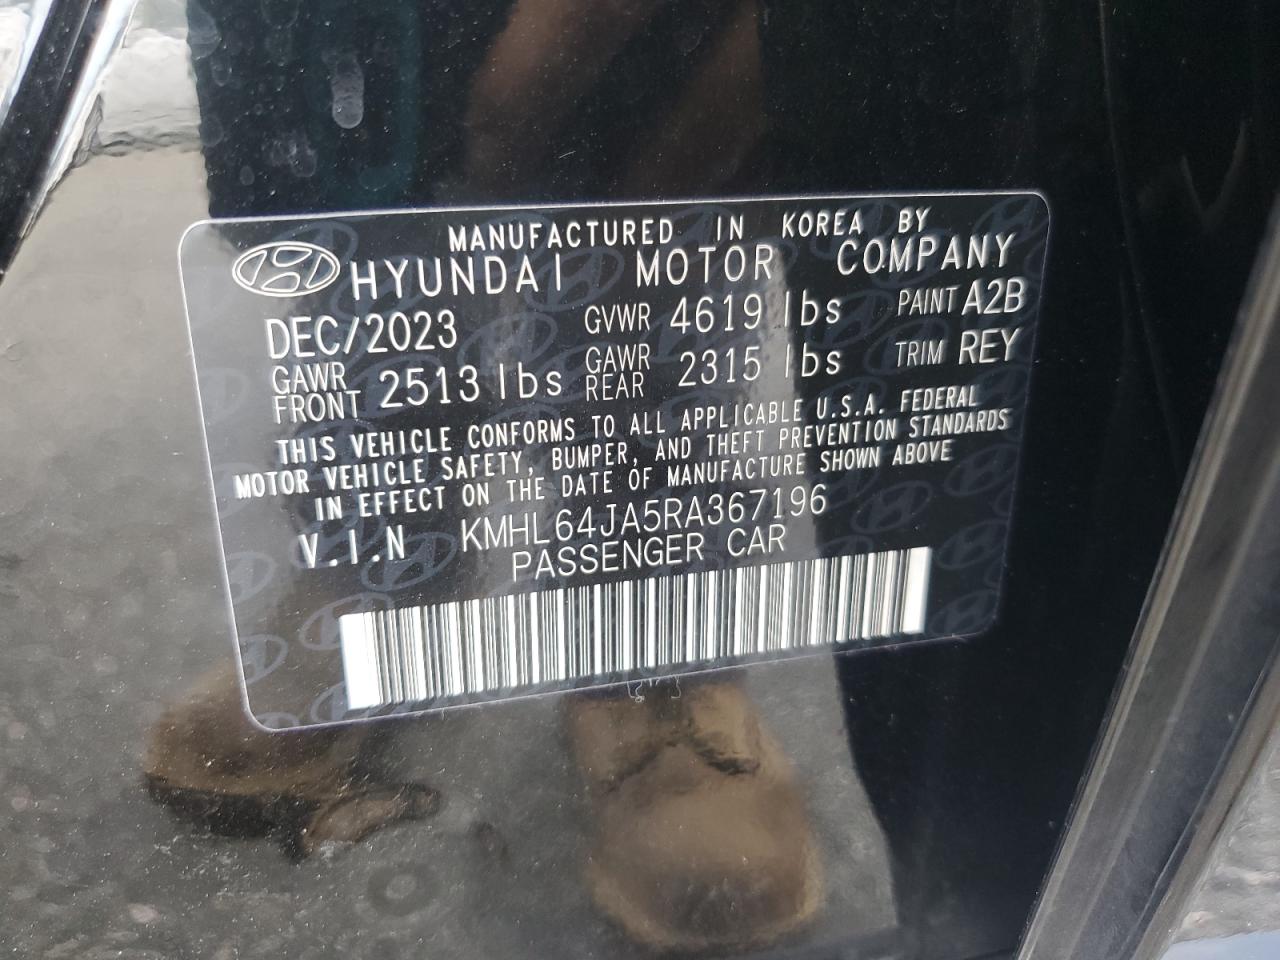 MANUFACTURED IN KOREA BY
HYUNDAI MOTOR COMPANY
DEC/2023 GVWR 4619 lbs PAINT A2B
GAWR FRONT 2513 lbs GAWR REAR 2315 lbs TRIM REY
THIS VEHICLE CONFORMS TO ALL APPLICABLE U.S.A. FEDERAL
MOTOR VEHICLE SAFETY, BUMPER, AND THEFT PREVENTION STANDARDS
IN EFFECT ON THE DATE OF MANUFACTURE SHOWN ABOVE
V.I.N KMHL64JA5RA367196
PASSENGER CAR